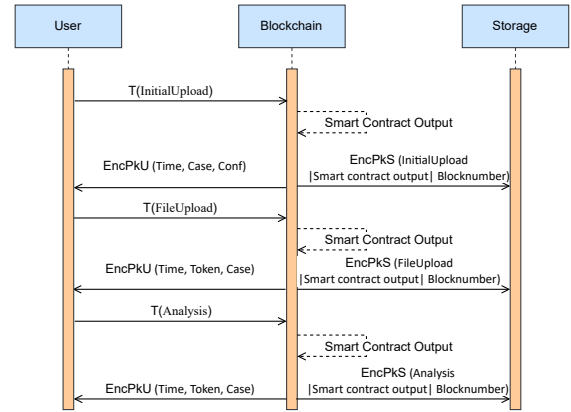 User
Blockchain
Storage
T(InitialUpload)
Smart Contract Output
EncPkU (Time, Case, Conf)
EncPkS (InitialUpload
|Smart contract output| Blocknumber)
T(FileUpload)
Smart Contract Output
EncPkU (Time, Token, Case)
EncPkS (FileUpload
|Smart contract output| Blocknumber)
T(Analysis)
Smart Contract Output
EncPkU (Time, Token, Case)
EncPkS (Analysis
|Smart contract output| Blocknumber)